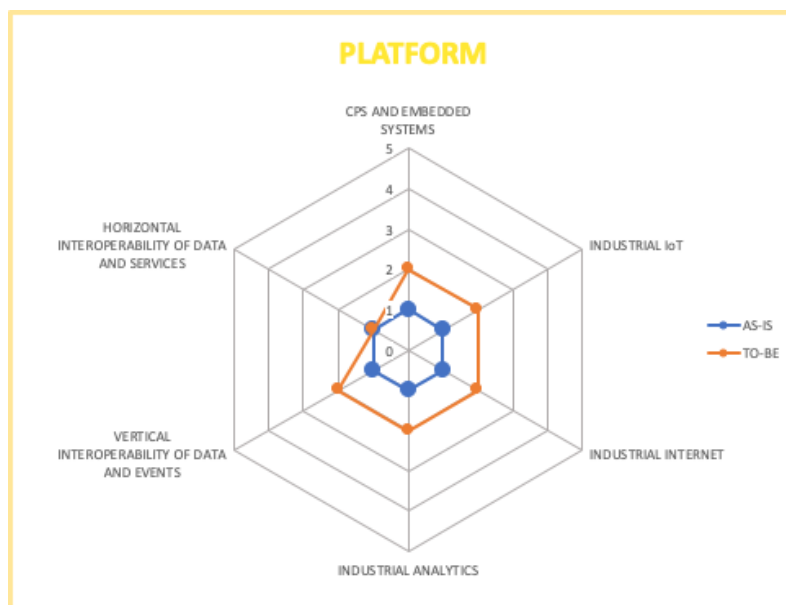 PLATFORM
CPS AND EMBEDDED
SYSTEMS
5
4
3
2
1
0
HORIZONTAL
INTEROPERABILITY OF DATA
AND SERVICES
INDUSTRIAL IoT
AS-IS
TO-BE
VERTICAL
INTEROPERABILITY OF DATA
AND EVENTS
INDUSTRIAL INTERNET
INDUSTRIAL ANALYTICS